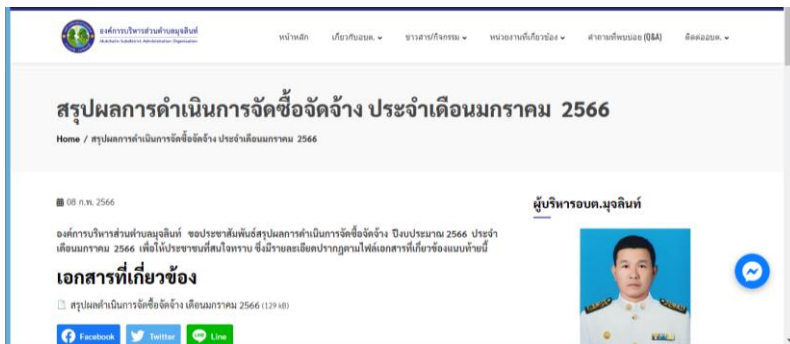 องค์การบริหารส่วนตำบลมุจลินท์
หน้าหลัก เกี่ยวกับอบต. ข่าวสาร/กิจกรรม หน่วยงานที่เกี่ยวข้อง คำถามที่พบบ่อย (Q&A) ติดต่ออบต.
สรุปผลการดำเนินการจัดซื้อจัดจ้าง ประจำเดือนมกราคม 2566
Home / สรุปผลการดำเนินการจัดซื้อจัดจ้าง ประจำเดือนมกราคม 2566
08 ก.พ. 2566
ผู้บริหารอบต.มุจลินท์
องค์การบริหารส่วนตำบลมุจลินท์ ขอประชาสัมพันธ์สรุปผลการดำเนินการจัดซื้อจัดจ้าง ปีงบประมาณ 2566 ประจำ
เดือนมกราคม 2566 เพื่อให้ประชาชนที่สนใจทราบ ซึ่งมีรายละเอียดปรากฏตามไฟล์เอกสารที่เกี่ยวข้องแนบท้ายนี้
เอกสารที่เกี่ยวข้อง
สรุปผลดำเนินการจัดซื้อจัดจ้าง เดือนมกราคม 2566 (129 kB)
Facebook Twitter Line